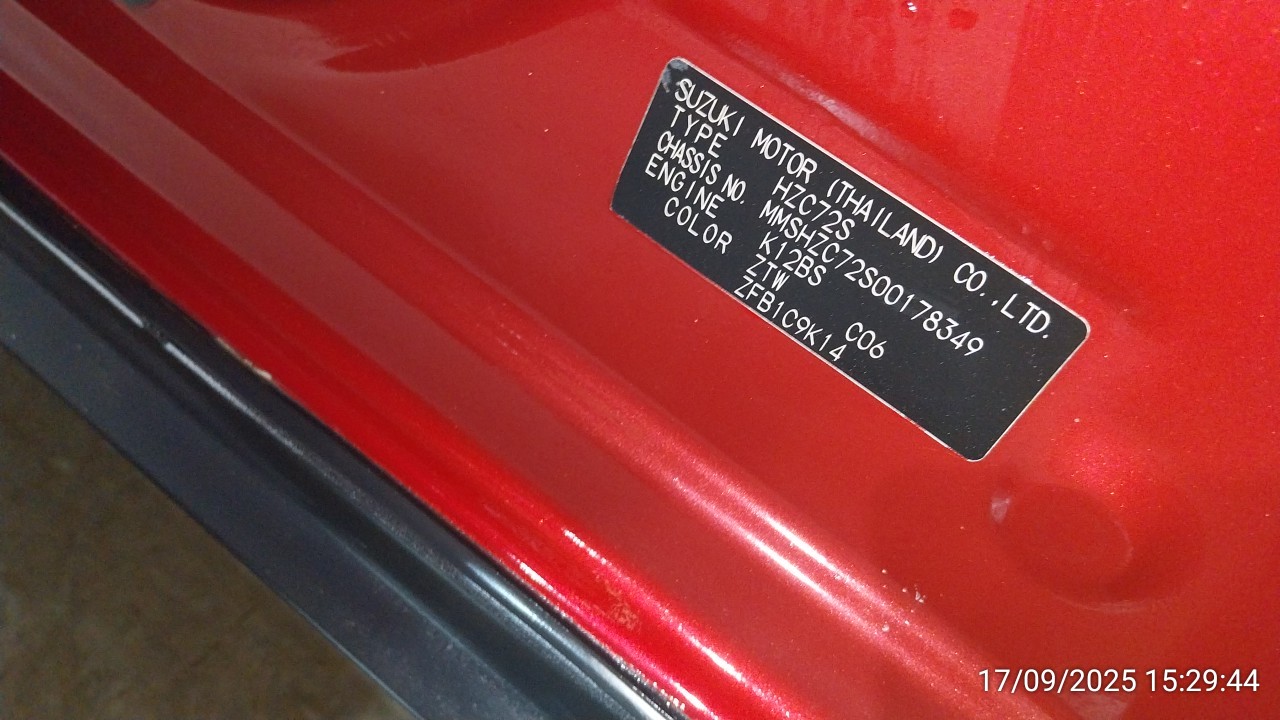 SUZUKI MOTOR (THAILAND) CO.,LTD.
TYPE HZC72S
CHASSIS NO. MMSHZC72S00178349
ENGINE K12BS C06
COLOR ZTW
ZFB1C9K14
17/09/2025 15:29:44